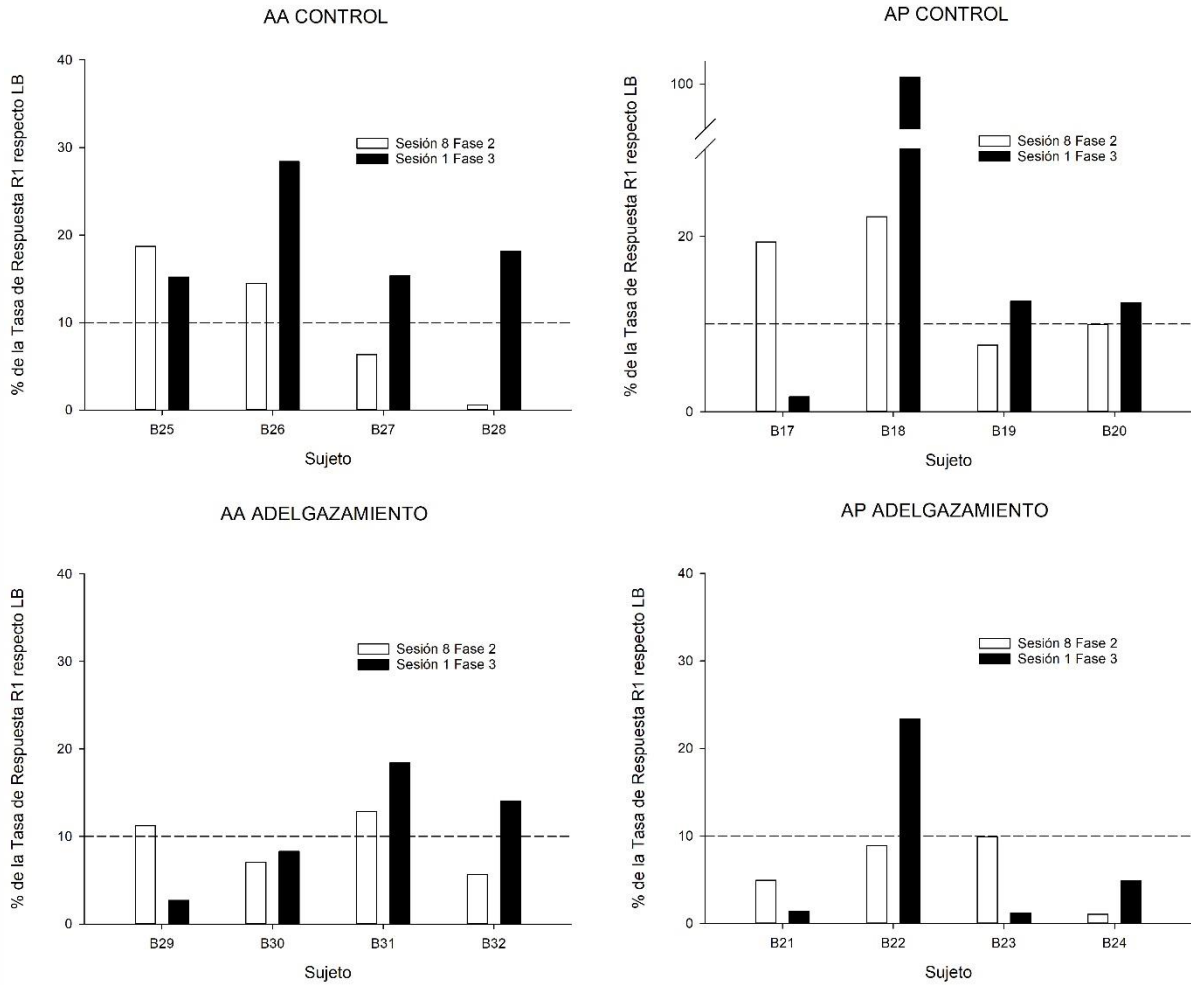 AA CONTROL
% de la Tasa de Respuesta R1 respecto LB
40
30
20
10
0
Sesión 8 Fase 2
Sesión 1 Fase 3
B25 B26 B27 B28
Sujeto
AP CONTROL
% de la Tasa de Respuesta R1 respecto LB
100
20
0
Sesión 8 Fase 2
Sesión 1 Fase 3
B17 B18 B19 B20
Sujeto
AA ADELGAZAMIENTO
% de la Tasa de Respuesta R1 respecto LB
40
30
20
10
0
Sesión 8 Fase 2
Sesión 1 Fase 3
B29 B30 B31 B32
Sujeto
AP ADELGAZAMIENTO
% de la Tasa de Respuesta R1 respecto LB
40
30
20
10
0
Sesión 8 Fase 2
Sesión 1 Fase 3
B21 B22 B23 B24
Sujeto